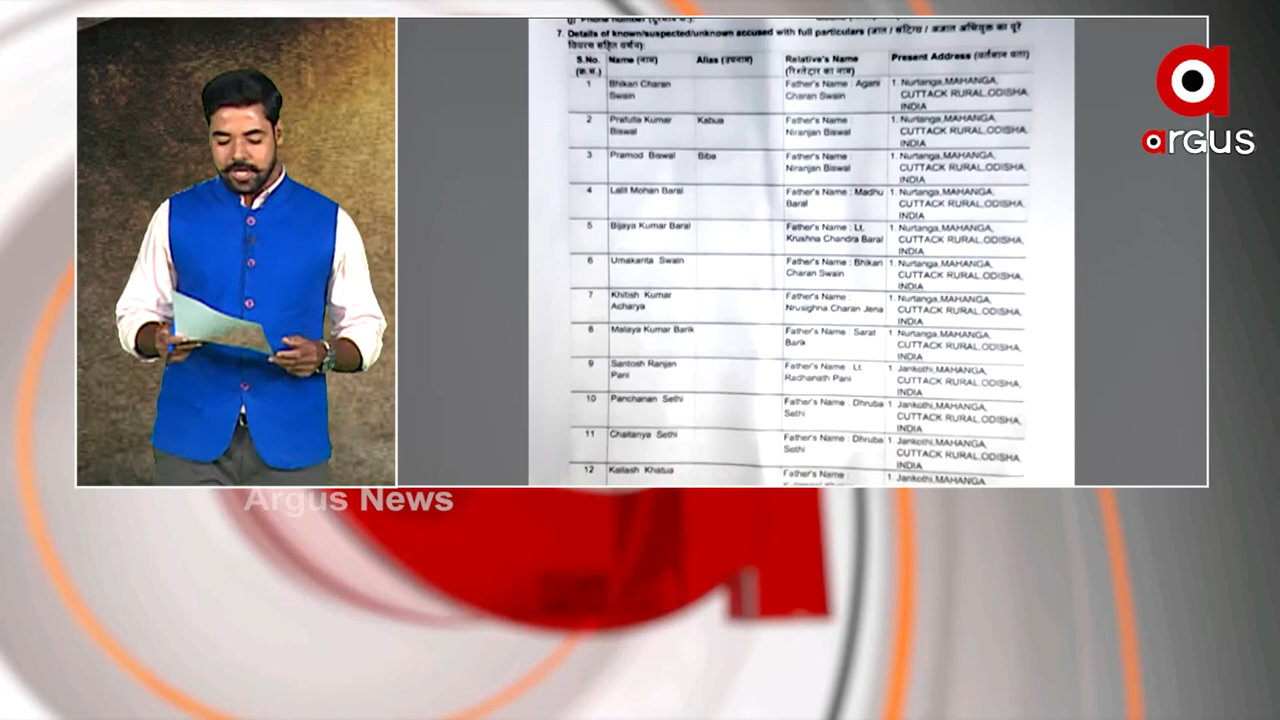 7. Details of known/suspected/unknown accused with full particulars (ज्ञात / संदिग्ध / अज्ञात अभियुक्त का पूरे
विवरण सहित वर्णन):
S.No. Name (नाम) Alias (उपनाम) Relative's Name Present Address (वर्तमान पता)
(क्र.सं.) (रिश्तेदार का नाम)
1 Bhikari Charan Father's Name : Agani 1. Nurtanga,MAHANGA,
Swain Charan Swain CUTTACK RURAL,ODISHA,
INDIA
2 Prafulla Kumar Kabua Father's Name : 1. Nurtanga,MAHANGA,
Biswal Niranjan Biswal CUTTACK RURAL,ODISHA,
INDIA
3 Pramod Biswal Biba Father's Name : 1. Nurtanga,MAHANGA,
Niranjan Biswal CUTTACK RURAL,ODISHA,
INDIA
4 Lalit Mohan Baral Father's Name : Madhu 1. Nurtanga,MAHANGA,
Baral CUTTACK RURAL,ODISHA,
INDIA
5 Bijaya Kumar Baral Father's Name : Lt. 1. Nurtanga,MAHANGA,
Krushna Chandra Baral CUTTACK RURAL,ODISHA,
INDIA
6 Umakanta Swain Father's Name : Bhikari 1. Nurtanga,MAHANGA,
Charan Swain CUTTACK RURAL,ODISHA,
INDIA
7 Khitish Kumar Father's Name : 1. Nurtanga,MAHANGA,
Acharya Nrusighna Charan Jena CUTTACK RURAL,ODISHA,
INDIA
8 Malaya Kumar Barik Father's Name : Sarat 1. Nurtanga,MAHANGA,
Barik CUTTACK RURAL,ODISHA,
INDIA
9 Santosh Ranjan Father's Name : Lt. 1. Jankothi,MAHANGA,
Pani Radhanath Pani CUTTACK RURAL,ODISHA,
INDIA
10 Panchanan Sethi Father's Name : Dhruba 1. Jankothi,MAHANGA,
Sethi CUTTACK RURAL,ODISHA,
INDIA
11 Chaitanya Sethi Father's Name : Dhruba 1. Jankothi,MAHANGA,
Sethi CUTTACK RURAL,ODISHA,
INDIA
12 Kailash Khatua Father's Name : 1. Jankothi,MAHANGA,
argus
Argus News